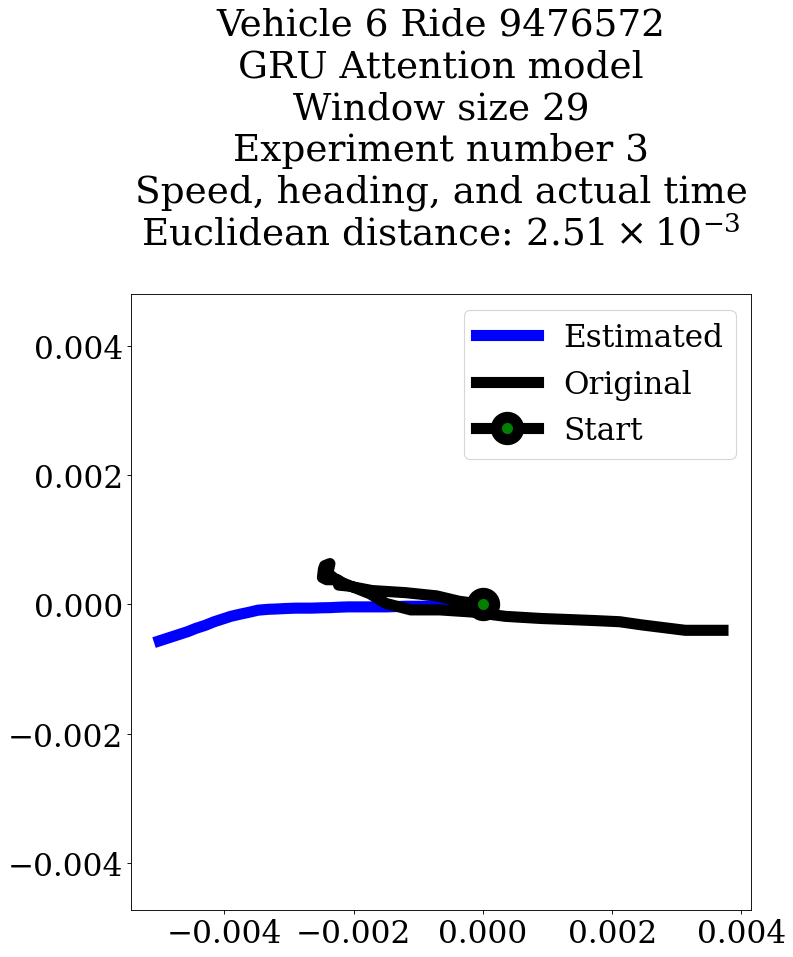 Vehicle 6 Ride 9476572
GRU Attention model
Window size 29
Experiment number 3
Speed, heading, and actual time
Euclidean distance: 2.51 × 10⁻³
Estimated
Original
Start
0.004
0.002
0.000
−0.002
−0.004
−0.004 −0.002 0.000 0.002 0.004